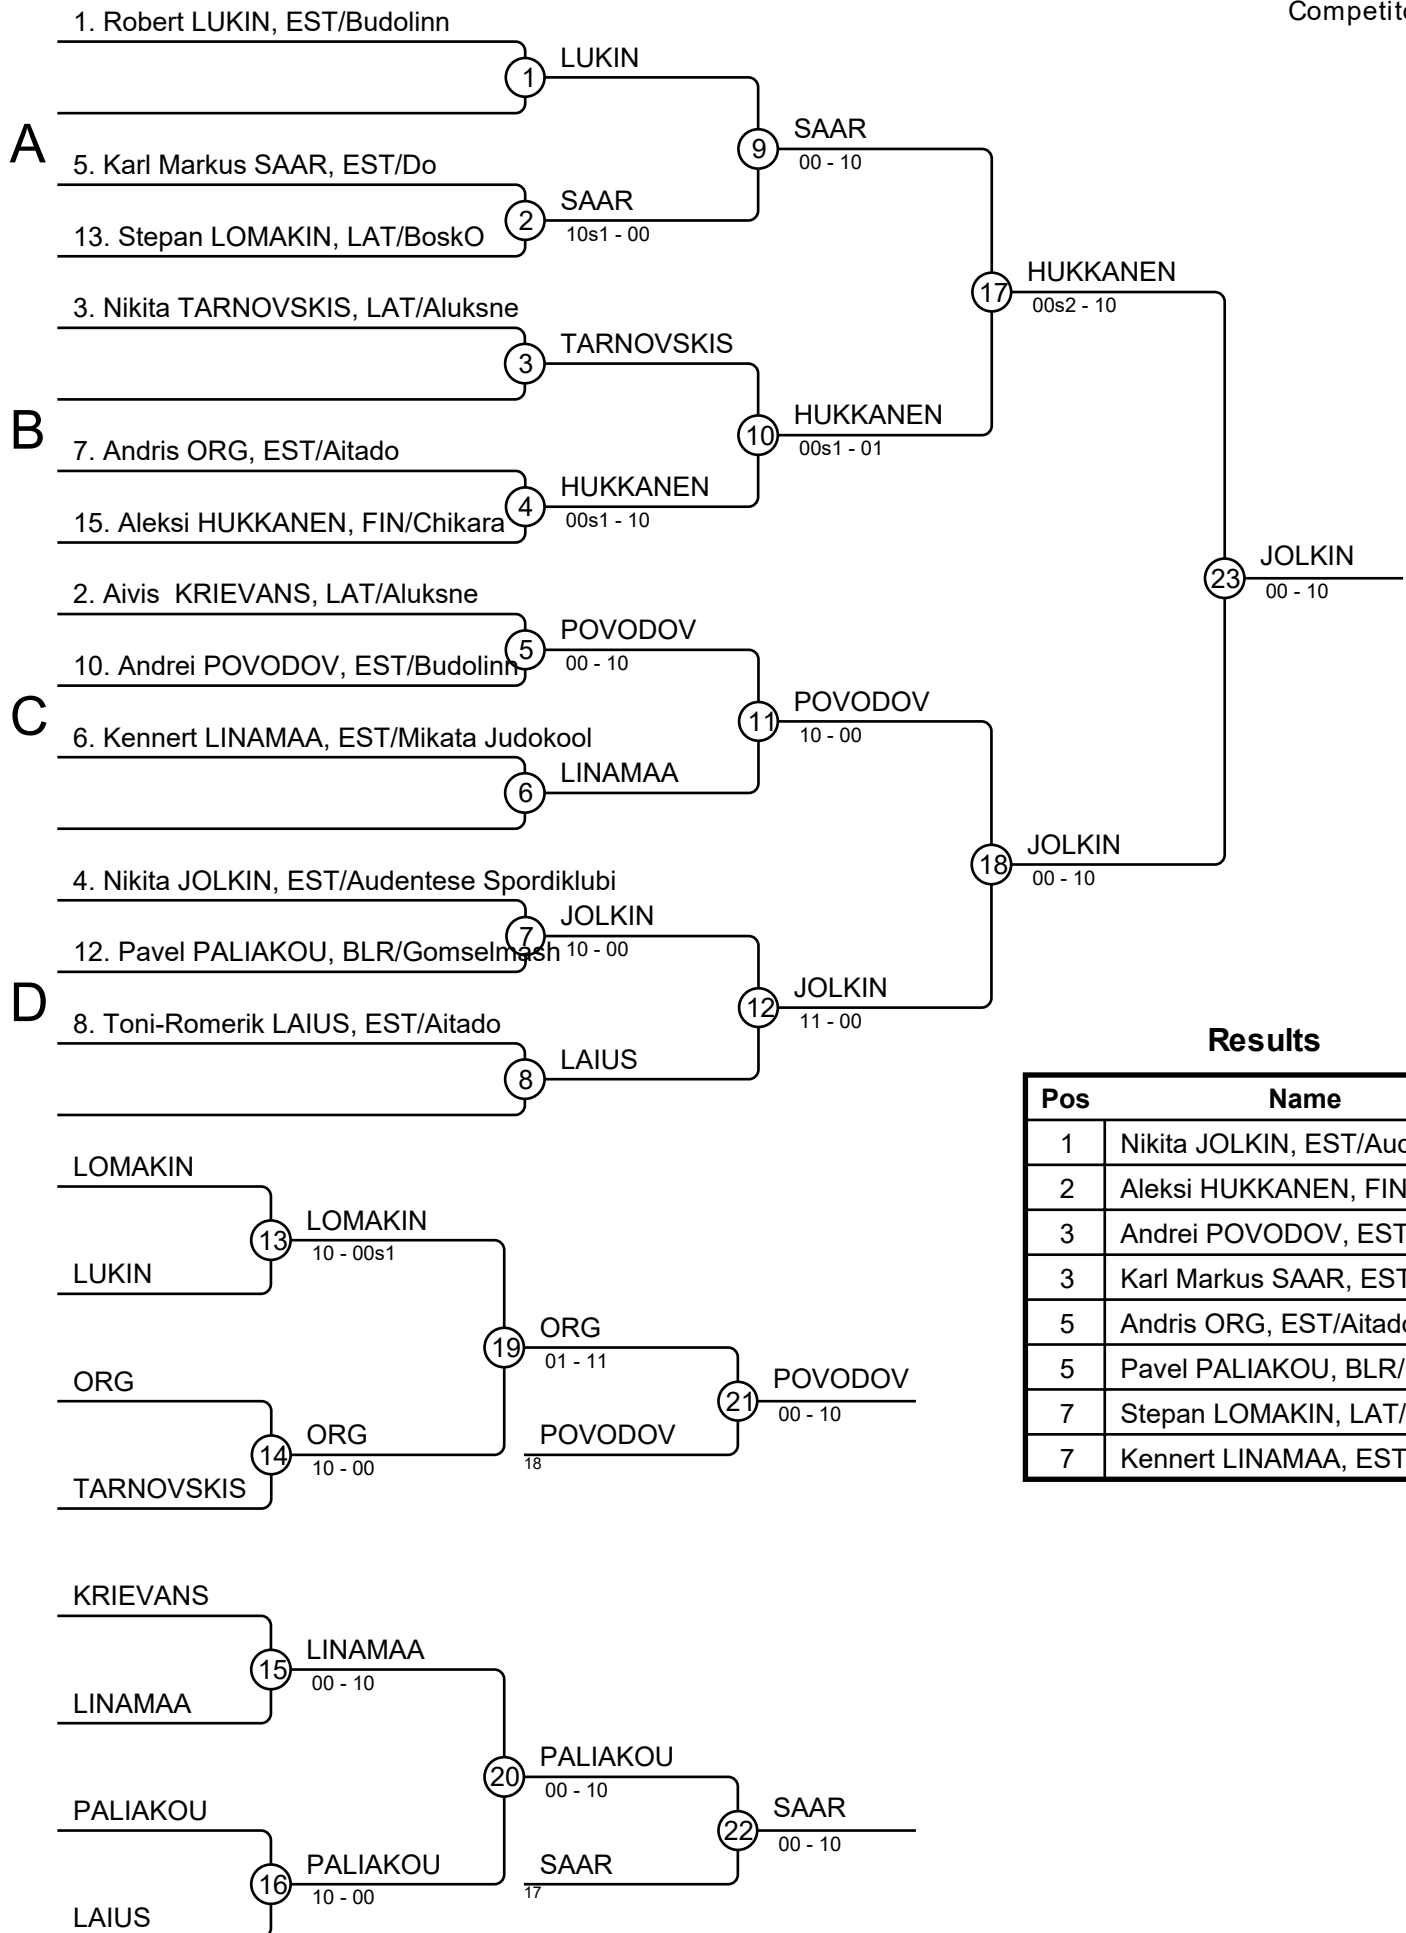 Competit
1. Robert LUKIN, EST/Budolinn
1
LUKIN
A
5. Karl Markus SAAR, EST/Do
13. Stepan LOMAKIN, LAT/BoskO
2
SAAR
10s1 - 00
9
SAAR
00 - 10
3. Nikita TARNOVSKIS, LAT/Aluksne
3
TARNOVSKIS
B
7. Andris ORG, EST/Aitado
15. Aleksi HUKKANEN, FIN/Chikara
4
HUKKANEN
00s1 - 10
10
HUKKANEN
00s1 - 01
17
HUKKANEN
00s2 - 10
2. Aivis  KRIEVANS, LAT/Aluksne
10. Andrei POVODOV, EST/Budolinn
5
POVODOV
00 - 10
C
6. Kennert LINAMAA, EST/Mikata Judokool
6
LINAMAA
11
POVODOV
10 - 00
4. Nikita JOLKIN, EST/Audentese Spordiklubi
12. Pavel PALIAKOU, BLR/Gomselmash
7
JOLKIN
10 - 00
D
8. Toni-Romerik LAIUS, EST/Aitado
8
LAIUS
12
JOLKIN
11 - 00
18
JOLKIN
00 - 10
23
JOLKIN
00 - 10
LOMAKIN
LUKIN
13
LOMAKIN
10 - 00s1
ORG
TARNOVSKIS
14
ORG
10 - 00
19
ORG
01 - 11
POVODOV
18
21
POVODOV
00 - 10
KRIEVANS
LINAMAA
15
LINAMAA
00 - 10
PALIAKOU
LAIUS
16
PALIAKOU
10 - 00
20
PALIAKOU
00 - 10
SAAR
17
22
SAAR
00 - 10
Results
Pos Name
1 Nikita JOLKIN, EST/Aud
2 Aleksi HUKKANEN, FIN
3 Andrei POVODOV, EST
3 Karl Markus SAAR, EST
5 Andris ORG, EST/Aitado
5 Pavel PALIAKOU, BLR/
7 Stepan LOMAKIN, LAT/
7 Kennert LINAMAA, EST